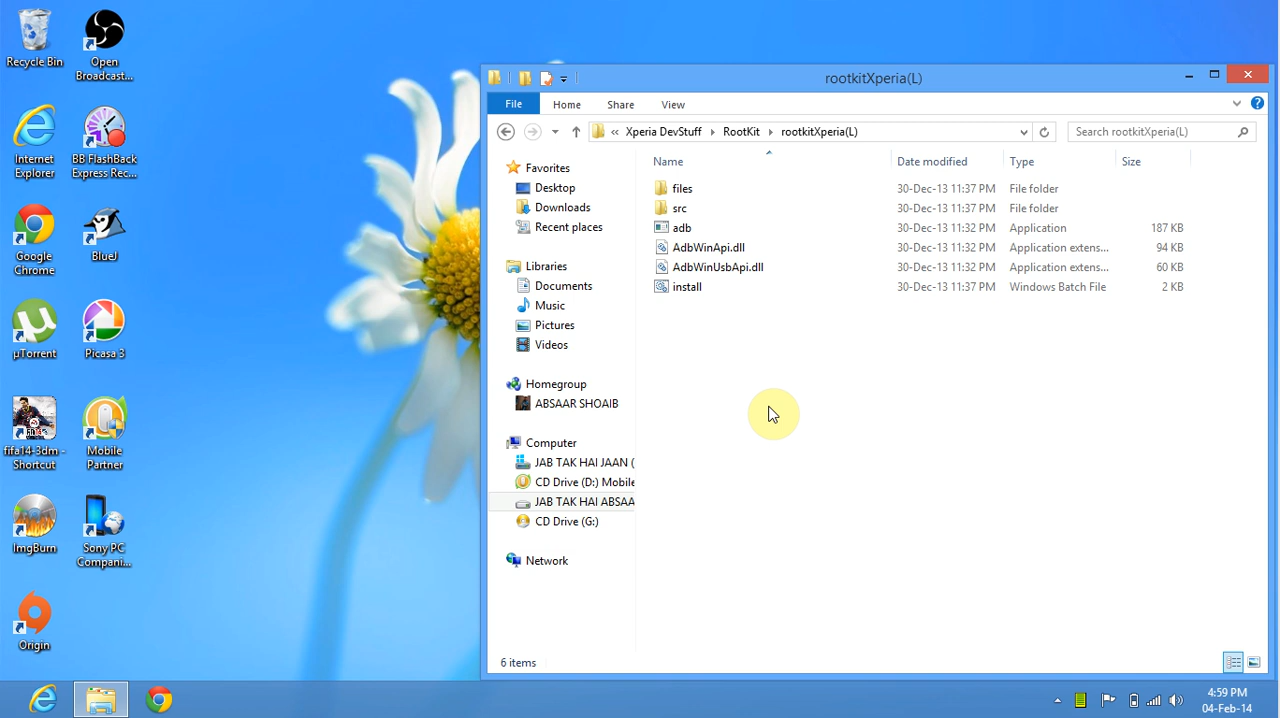 Recycle Bin
Open
Broadcast...
Internet
Explorer
BB FlashBack
Express Rec...
Google
Chrome
BlueJ
µTorrent
Picasa 3
fifa14-3dm -
Shortcut
Mobile
Partner
ImgBurn
Sony PC
Compani...
Origin
rootkitXperia(L)
File Home Share View
« Xperia DevStuff RootKit rootkitXperia(L)
Search rootkitXperia(L)
Name Date modified Type Size
files 30-Dec-13 11:37 PM File folder
src 30-Dec-13 11:37 PM File folder
adb 30-Dec-13 11:32 PM Application 187 KB
AdbWinApi.dll 30-Dec-13 11:32 PM Application extens... 94 KB
AdbWinUsbApi.dll 30-Dec-13 11:32 PM Application extens... 60 KB
install 30-Dec-13 11:37 PM Windows Batch File 2 KB
Favorites
Desktop
Downloads
Recent places
Libraries
Documents
Music
Pictures
Videos
Homegroup
ABSAAR SHOAIB
Computer
JAB TAK HAI JAAN (
CD Drive (D:) Mobile
JAB TAK HAI ABSAA
CD Drive (G:)
Network
6 items
4:59 PM
04-Feb-14